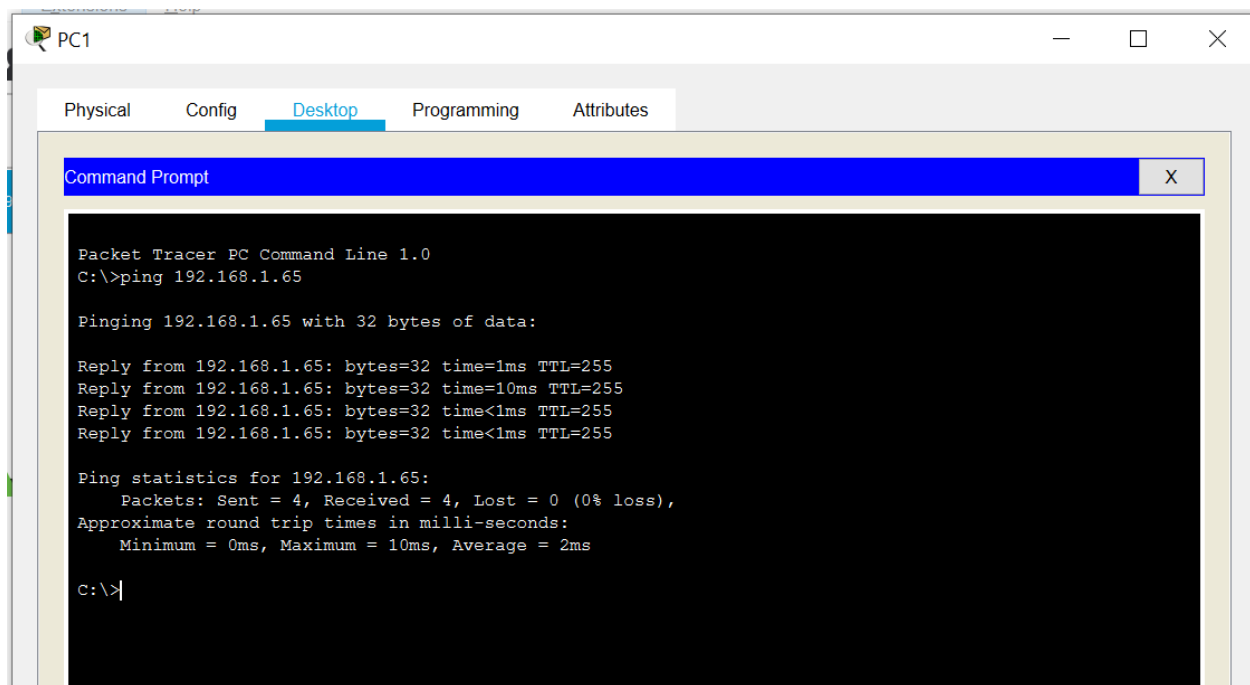 PC1
Physical Config Desktop Programming Attributes
Command Prompt X
Packet Tracer PC Command Line 1.0
C:\>ping 192.168.1.65
Pinging 192.168.1.65 with 32 bytes of data:
Reply from 192.168.1.65: bytes=32 time=1ms TTL=255
Reply from 192.168.1.65: bytes=32 time=10ms TTL=255
Reply from 192.168.1.65: bytes=32 time<1ms TTL=255
Reply from 192.168.1.65: bytes=32 time<1ms TTL=255
Ping statistics for 192.168.1.65:
Packets: Sent = 4, Received = 4, Lost = 0 (0% loss),
Approximate round trip times in milli-seconds:
Minimum = 0ms, Maximum = 10ms, Average = 2ms
C:\>